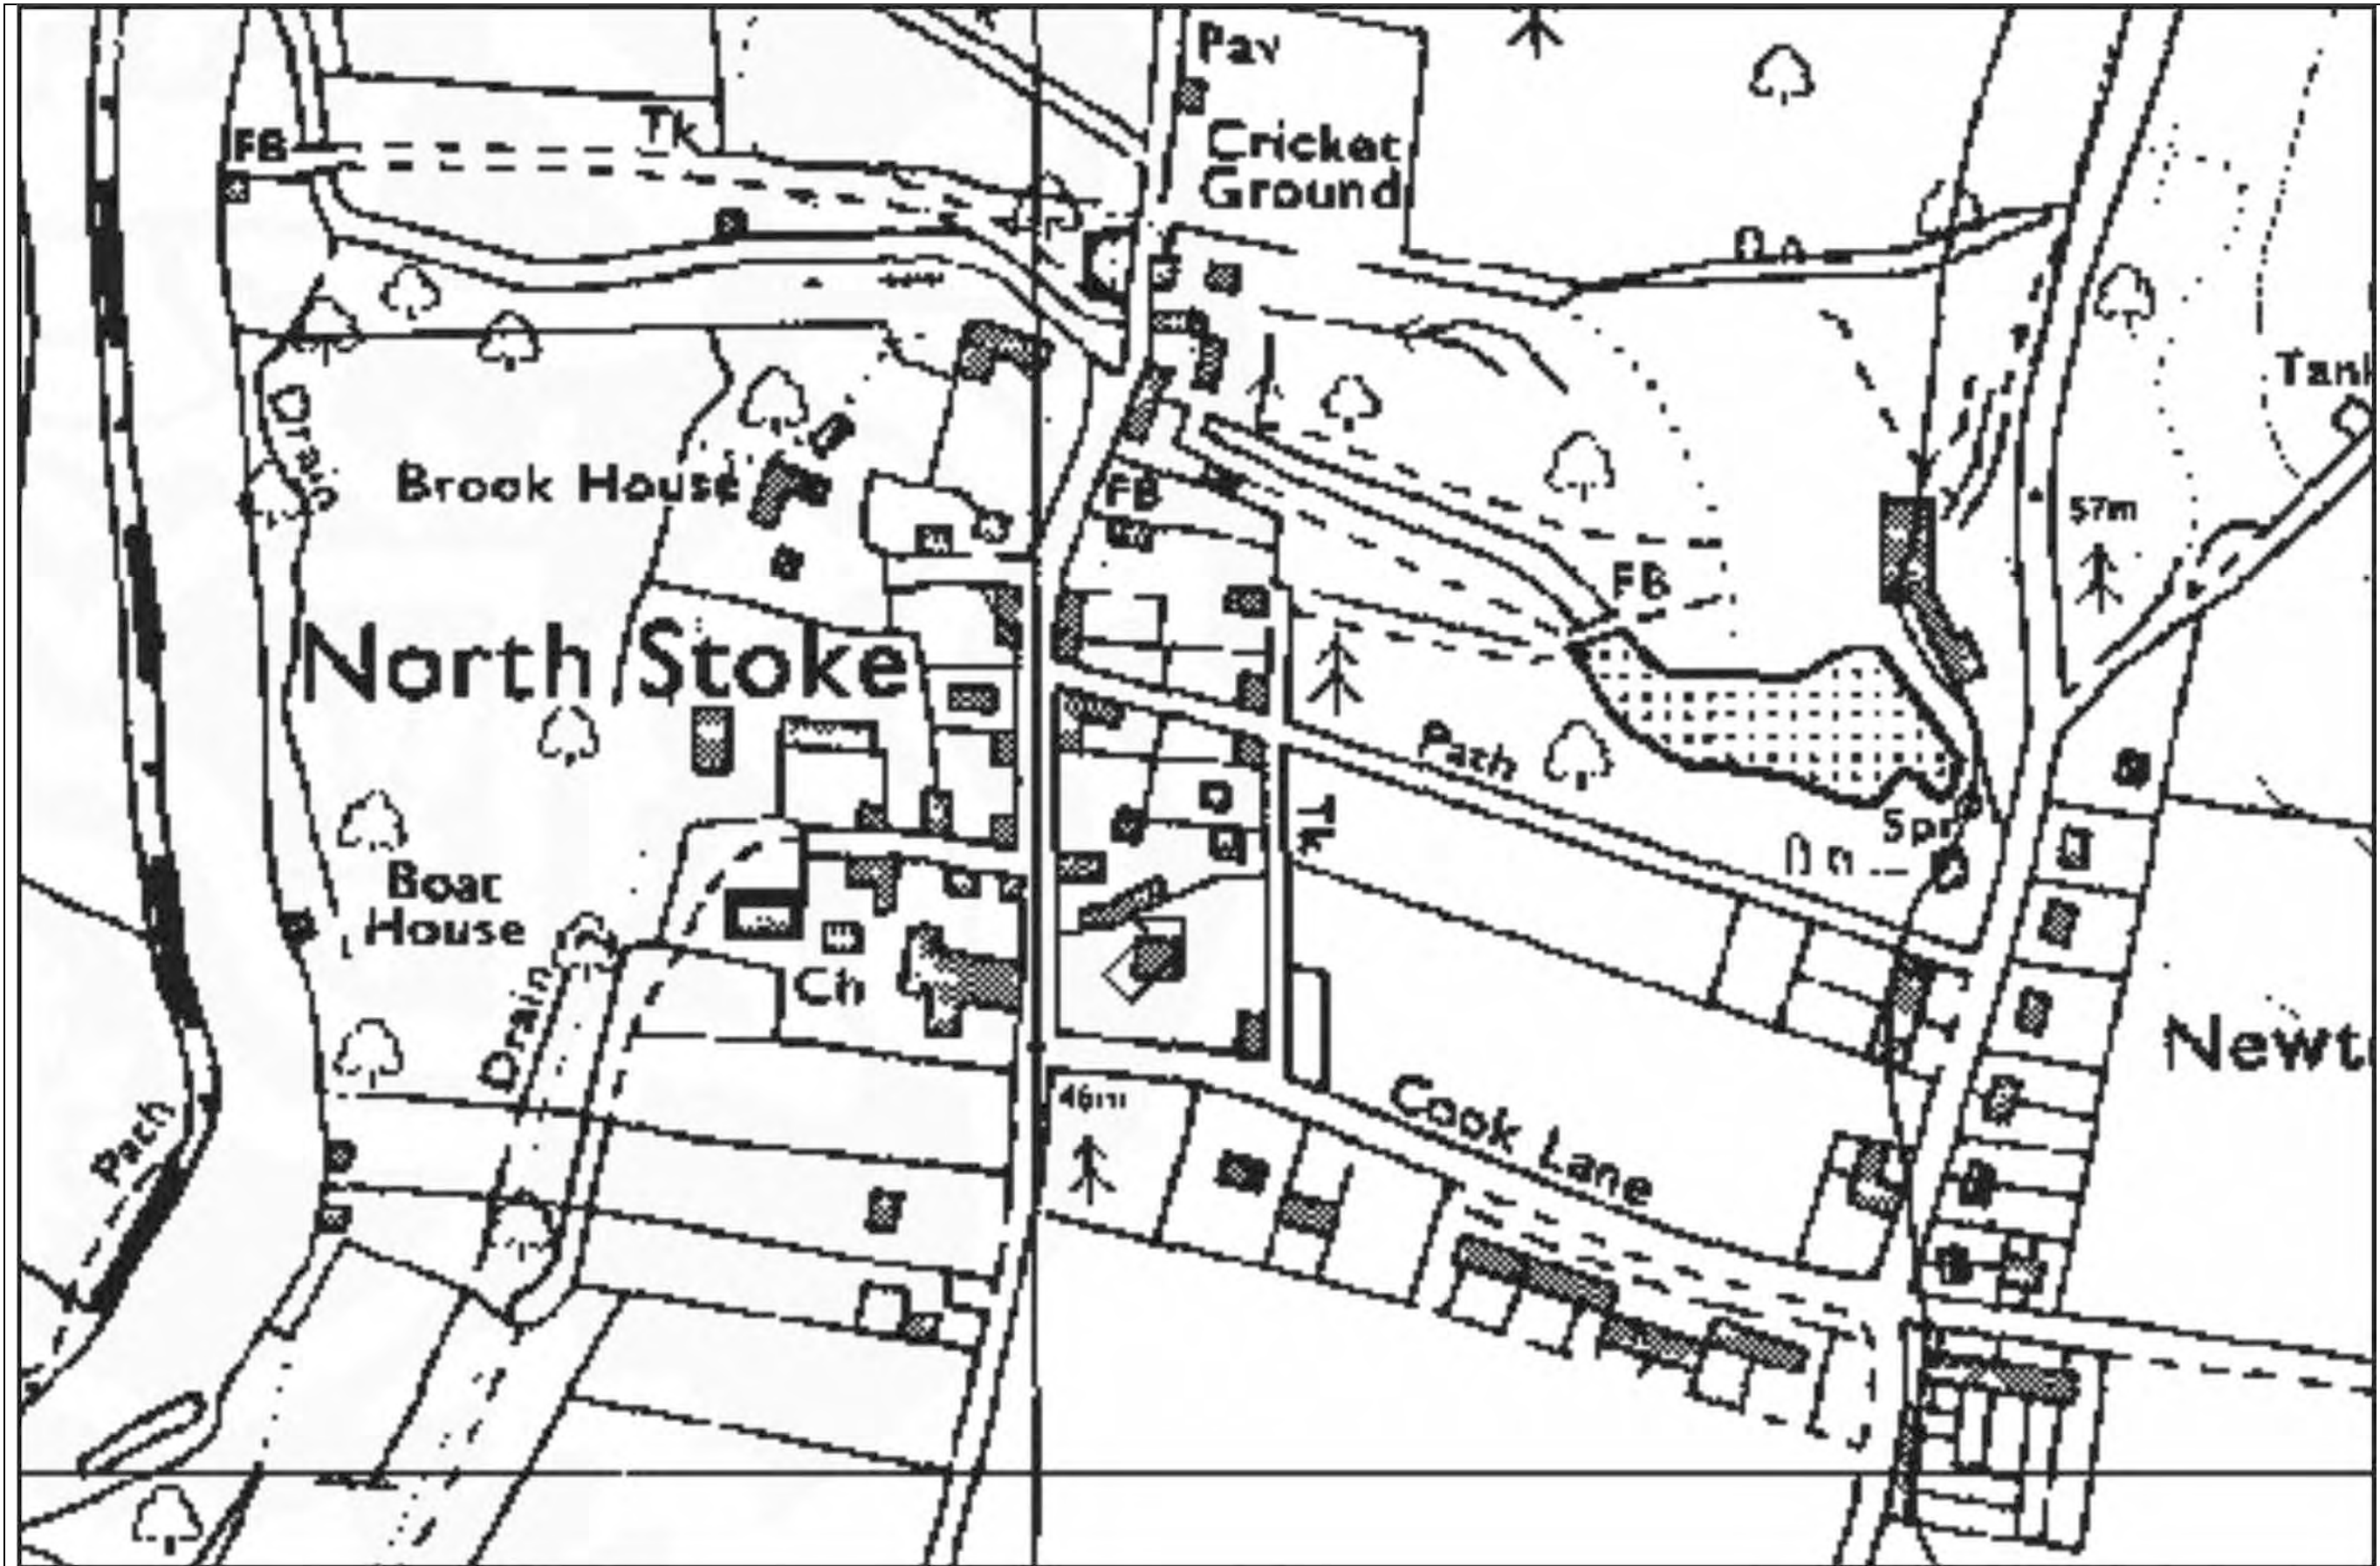 Pav
Tk
FB
Cricket
Ground
Tank
Drain
Brook House
FB
57m
FB
North Stoke
Path
Tk
Spr
Boat
House
Ch
Drain
Newt
46m
Cook Lane
Path